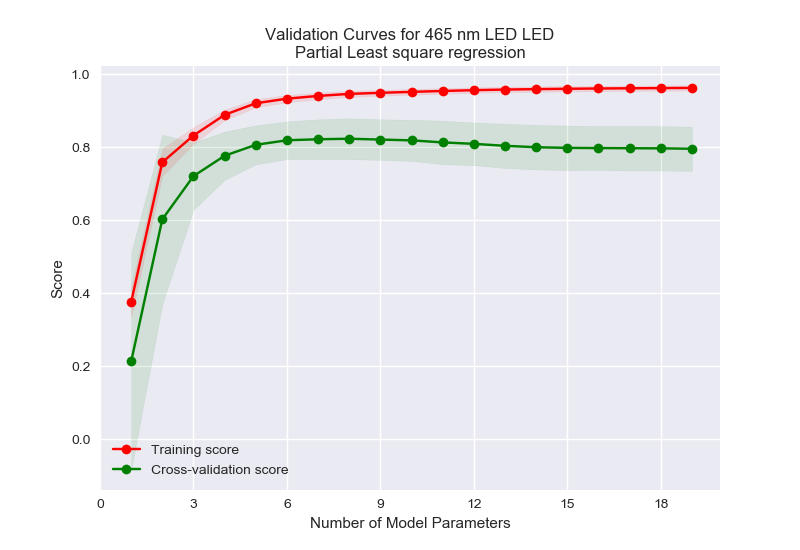 Validation Curves for 465 nm LED LED
Partial Least square regression
1.0
0.8
0.6
0.4
0.2
0.0
Score
Training score
Cross-validation score
0 3 6 9 12 15 18
Number of Model Parameters